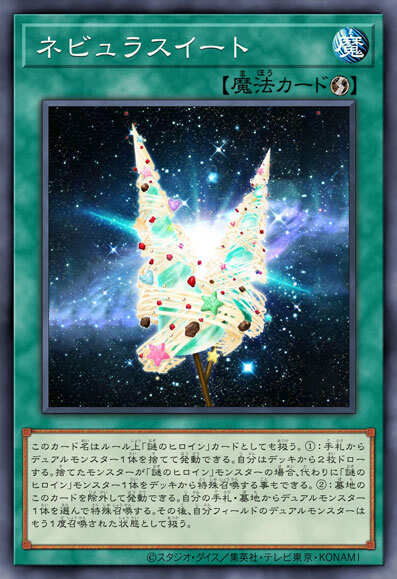 ネビュラスイート
魔
【魔法カード】
このカード名はルール上「謎のヒロイン」カードとしても扱う。①:手札から
デュアルモンスター1体を捨てて発動できる。自分はデッキから2枚ドロー
する。捨てたモンスターが「謎のヒロイン」モンスターの場合、代わりに「謎の
ヒロイン」モンスター1体をデッキから特殊召喚する事もできる。②:墓地の
このカードを除外して発動できる。自分の手札・墓地からデュアルモンスター
1体を選んで特殊召喚する。その後、自分フィールドのデュアルモンスターは
もう1度召喚された状態として扱う。
©スタジオ・ダイス/集英社・テレビ東京・KONAMI